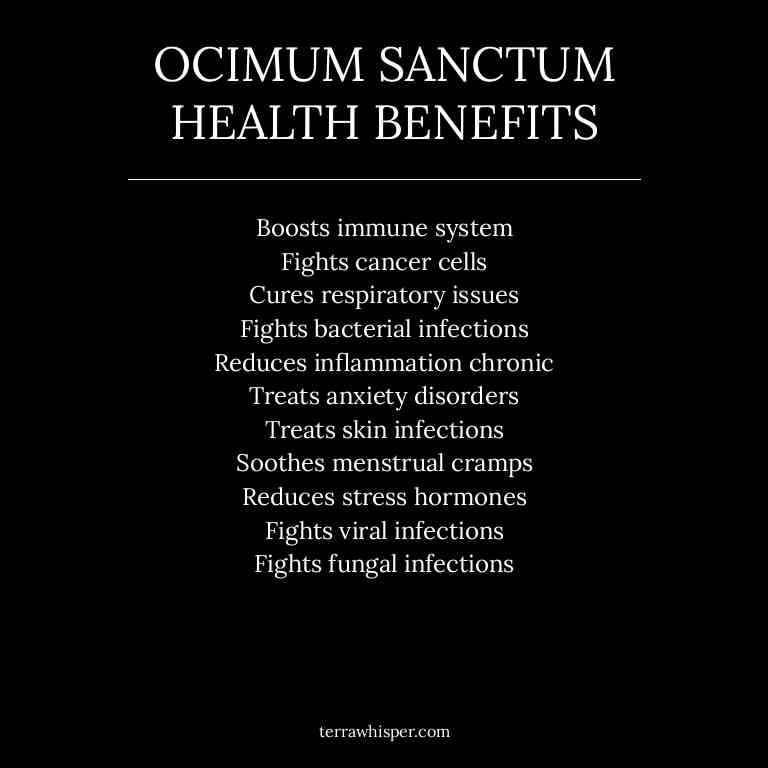 OCIMUM SANCTUM
HEALTH BENEFITS
Boosts immune system
Fights cancer cells
Cures respiratory issues
Fights bacterial infections
Reduces inflammation chronic
Treats anxiety disorders
Treats skin infections
Soothes menstrual cramps
Reduces stress hormones
Fights viral infections
Fights fungal infections
terrawhisper.com